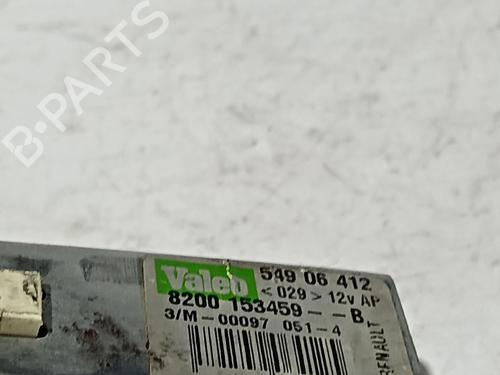 B-PARTS
Valeo
549 06 412
< 029 > 12v AP
8200 153459 -- B
3/M-00097 051-4
RENAULT